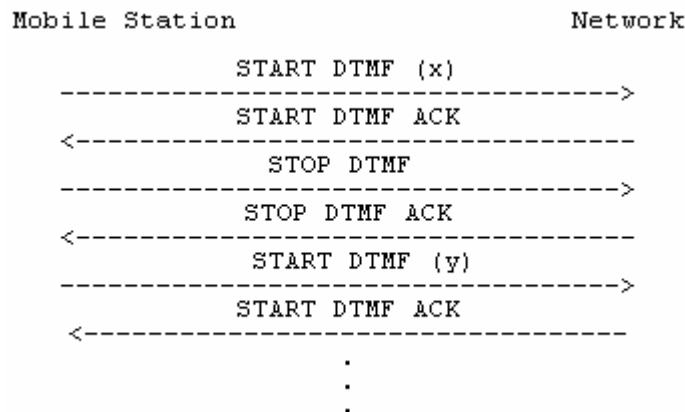 Mobile Station Network
START DTMF (x)
-------------------------------------->
START DTMF ACK
<--------------------------------------
STOP DTMF
-------------------------------------->
STOP DTMF ACK
<--------------------------------------
START DTMF (y)
-------------------------------------->
START DTMF ACK
<-------------------------------------
.
.
.